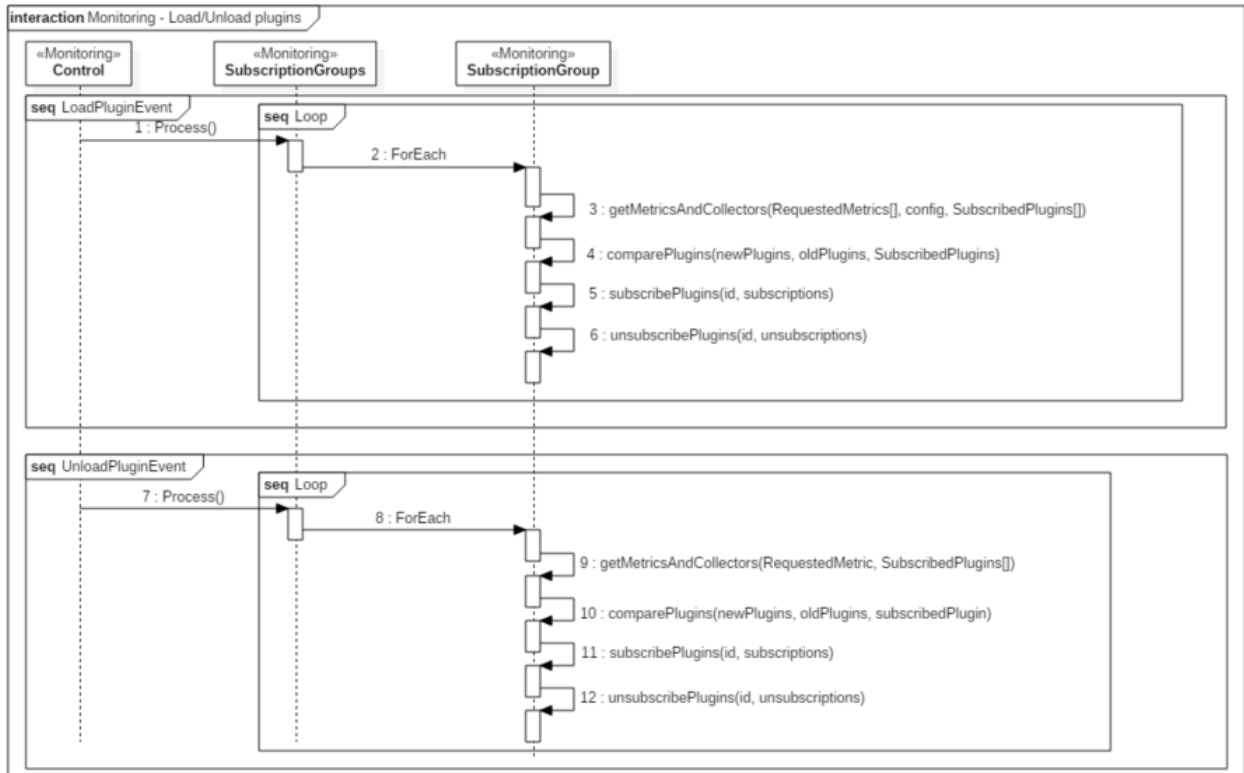 interaction Monitoring - Load/Unload plugins
«Monitoring»
Control
«Monitoring»
SubscriptionGroups
«Monitoring»
SubscriptionGroup
seq LoadPluginEvent
seq Loop
1 : Process()
2 : ForEach
3 : getMetricsAndCollectors(RequestedMetrics[], config, SubscribedPlugins[])
4 : comparePlugins(newPlugins, oldPlugins, SubscribedPlugins)
5 : subscribePlugins(id, subscriptions)
6 : unsubscribePlugins(id, unsubscriptions)
seq UnloadPluginEvent
seq Loop
7 : Process()
8 : ForEach
9 : getMetricsAndCollectors(RequestedMetric, SubscribedPlugins[])
10 : comparePlugins(newPlugins, oldPlugins, subscribedPlugin)
11 : subscribePlugins(id, subscriptions)
12 : unsubscribePlugins(id, unsubscriptions)